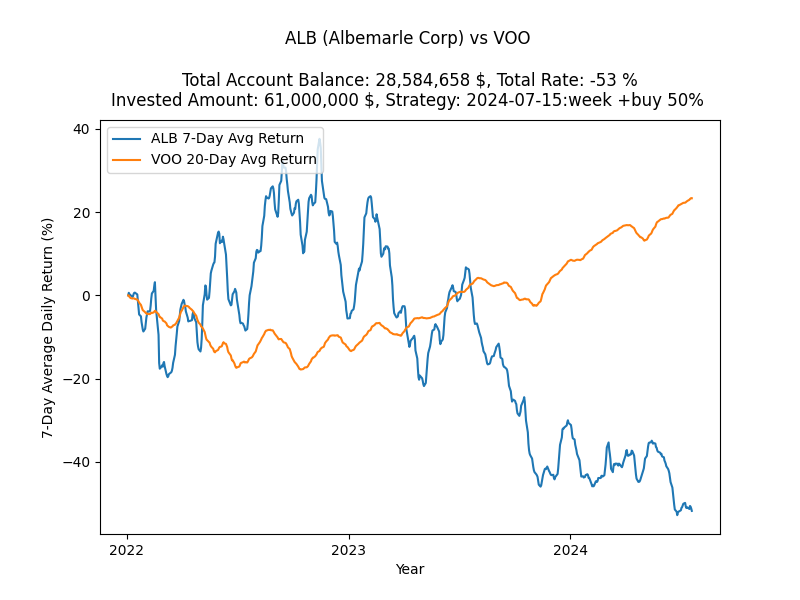 ALB (Albemarle Corp) vs VOO
Total Account Balance: 28,584,658 $, Total Rate: -53 %
Invested Amount: 61,000,000 $, Strategy: 2024-07-15:week +buy 50%
ALB 7-Day Avg Return
VOO 20-Day Avg Return
7-Day Average Daily Return (%)
40
20
0
−20
−40
2022
2023
2024
Year